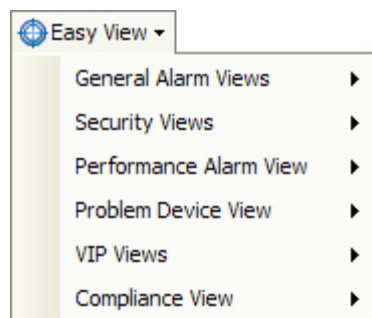 Easy View
General Alarm Views
Security Views
Performance Alarm View
Problem Device View
VIP Views
Compliance View